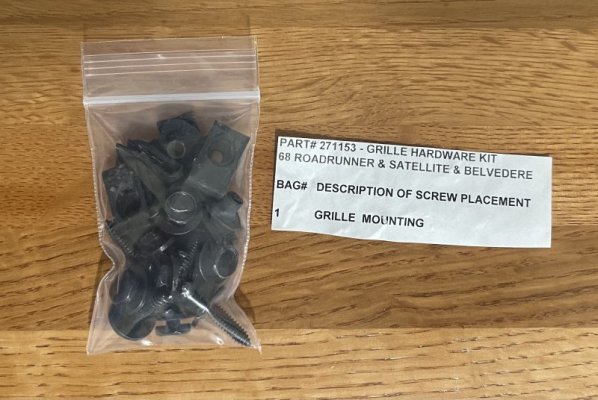 PART# 271153 - GRILLE HARDWARE KIT
68 ROADRUNNER & SATELLITE & BELVEDERE
BAG# DESCRIPTION OF SCREW PLACEMENT
1 GRILLE MOUNTING